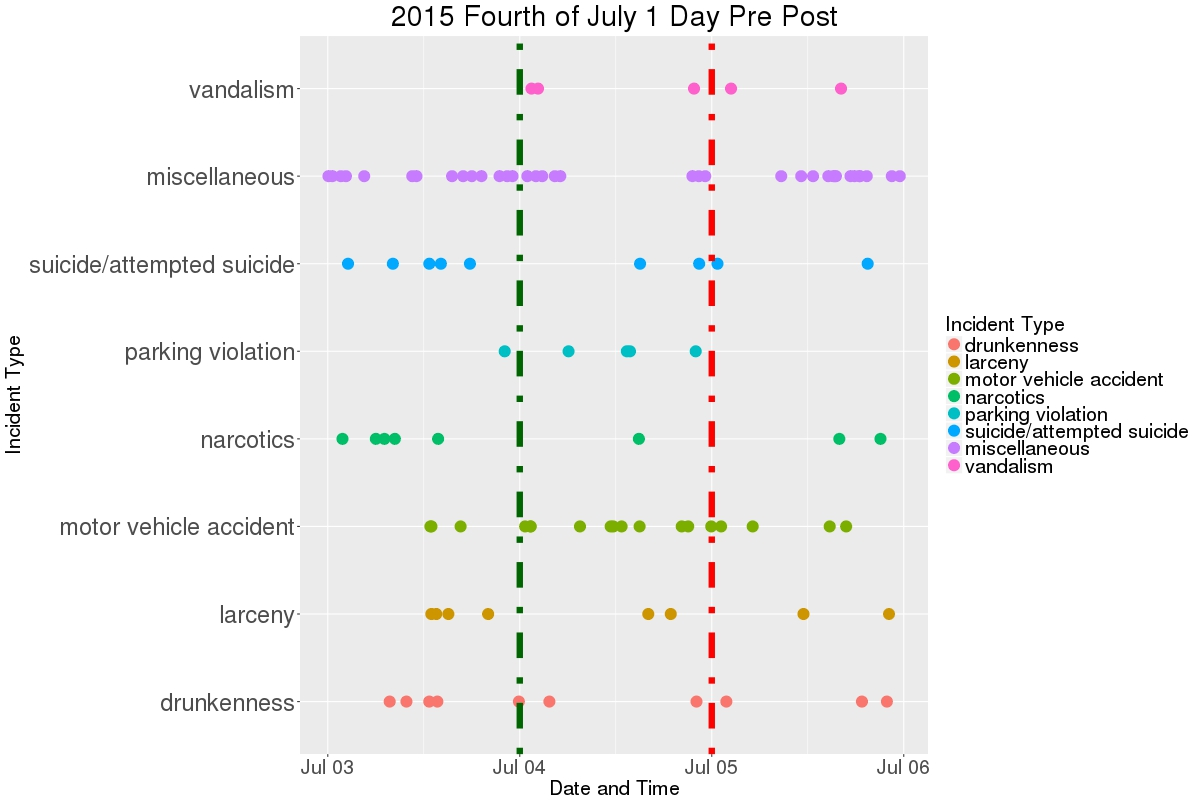 2015 Fourth of July 1 Day Pre Post
vandalism
miscellaneous
suicide/attempted suicide
parking violation
narcotics
motor vehicle accident
larceny
drunkenness
Incident Type
Jul 03 Jul 04 Jul 05 Jul 06
Date and Time
Incident Type
drunkenness
larceny
motor vehicle accident
narcotics
parking violation
suicide/attempted suicide
miscellaneous
vandalism